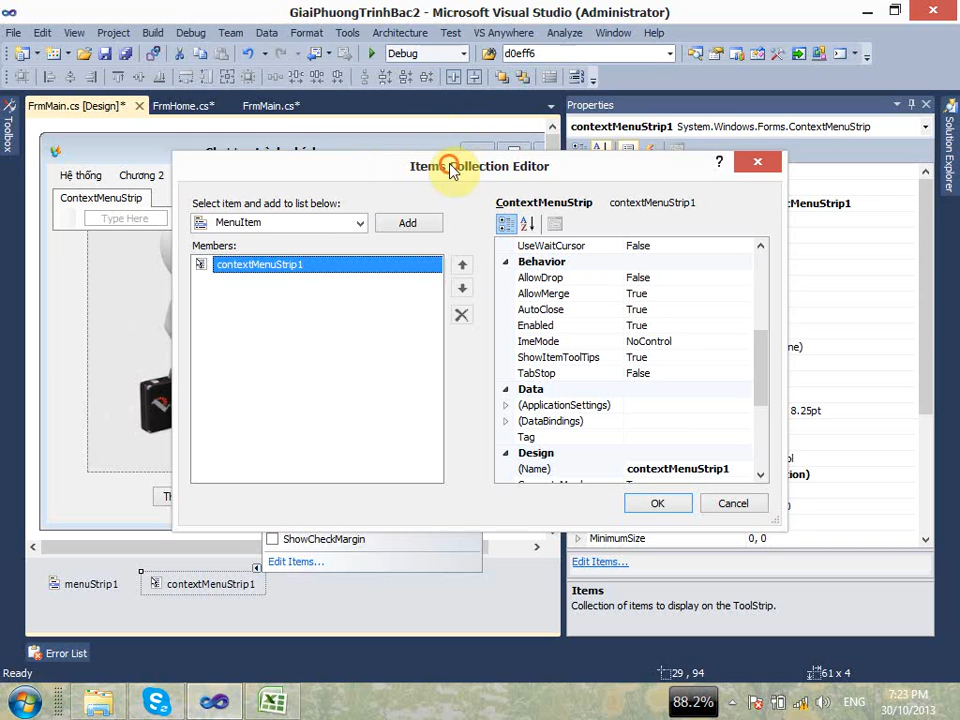 GiaiPhuongTrinhBac2 - Microsoft Visual Studio (Administrator)
File Edit View Project Build Debug Team Data Format Tools Architecture Test VS Anywhere Analyze Window Help
Debug d0eff6
FrmMain.cs [Design]* FrmHome.cs* FrmMain.cs*
Properties
contextMenuStrip1 System.Windows.Forms.ContextMenuStrip
Toolbox
Solution Explorer
Hệ thống Chương 2
ContextMenuStrip
Type Here
Items Collection Editor
Select item and add to list below:
MenuItem Add
Members:
contextMenuStrip1
ContextMenuStrip contextMenuStrip1
UseWaitCursor False
Behavior
AllowDrop False
AllowMerge True
AutoClose True
Enabled True
ImeMode NoControl
ShowItemToolTips True
TabStop False
Data
(ApplicationSettings)
(DataBindings)
Tag
Design
(Name) contextMenuStrip1
OK Cancel
8.25pt
MinimumSize 0, 0
ShowCheckMargin
Edit Items...
Edit Items...
menuStrip1 contextMenuStrip1
Items
Collection of items to display on the ToolStrip.
Error List
Ready 29 , 94 61 x 4
88.2% ENG 7:23 PM
30/10/2013